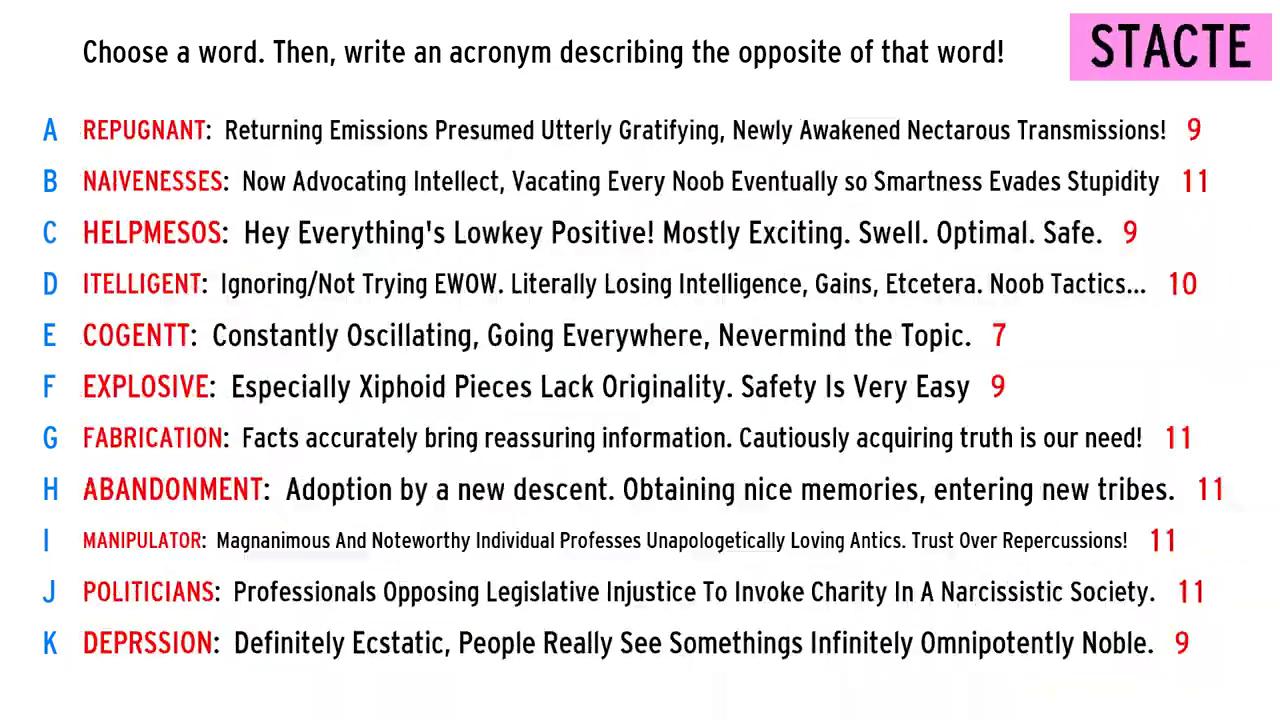 Choose a word. Then, write an acronym describing the opposite of that word!
STACTE
A REPUGNANT: Returning Emissions Presumed Utterly Gratifying, Newly Awakened Nectarous Transmissions! 9
B NAIVENESSES: Now Advocating Intellect, Vacating Every Noob Eventually so Smartness Evades Stupidity 11
C HELPMESOS: Hey Everything's Lowkey Positive! Mostly Exciting. Swell. Optimal. Safe. 9
D ITELLIGENT: Ignoring/Not Trying EWOW. Literally Losing Intelligence, Gains, Etcetera. Noob Tactics... 10
E COGENTT: Constantly Oscillating, Going Everywhere, Nevermind the Topic. 7
F EXPLOSIVE: Especially Xiphoid Pieces Lack Originality. Safety Is Very Easy 9
G FABRICATION: Facts accurately bring reassuring information. Cautiously acquiring truth is our need! 11
H ABANDONMENT: Adoption by a new descent. Obtaining nice memories, entering new tribes. 11
I MANIPULATOR: Magnanimous And Noteworthy Individual Professes Unapologetically Loving Antics. Trust Over Repercussions! 11
J POLITICIANS: Professionals Opposing Legislative Injustice To Invoke Charity In A Narcissistic Society. 11
K DEPRSSION: Definitely Ecstatic, People Really See Somethings Infinitely Omnipotently Noble. 9